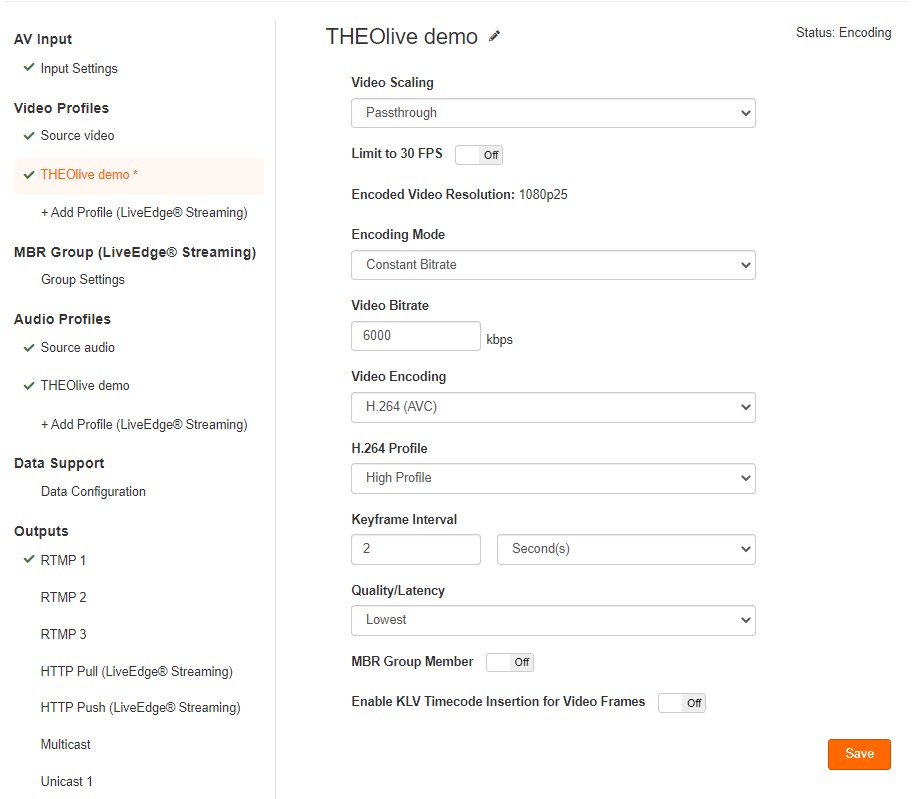 AV Input
Input Settings
Video Profiles
Source video
THEOlive demo *
+ Add Profile (LiveEdge® Streaming)
MBR Group (LiveEdge® Streaming)
Group Settings
Audio Profiles
Source audio
THEOlive demo
+ Add Profile (LiveEdge® Streaming)
Data Support
Data Configuration
Outputs
RTMP 1
RTMP 2
RTMP 3
HTTP Pull (LiveEdge® Streaming)
HTTP Push (LiveEdge® Streaming)
Multicast
Unicast 1
THEOlive demo
Status: Encoding
Video Scaling
Passthrough
Limit to 30 FPS Off
Encoded Video Resolution: 1080p25
Encoding Mode
Constant Bitrate
Video Bitrate
6000 kbps
Video Encoding
H.264 (AVC)
H.264 Profile
High Profile
Keyframe Interval
2 Second(s)
Quality/Latency
Lowest
MBR Group Member Off
Enable KLV Timecode Insertion for Video Frames Off
Save